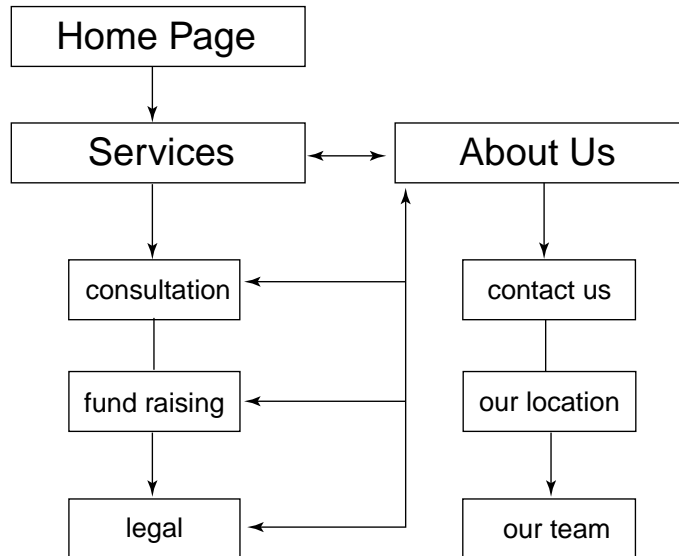 Home Page
Services
About Us
consultation
contact us
fund raising
our location
legal
our team